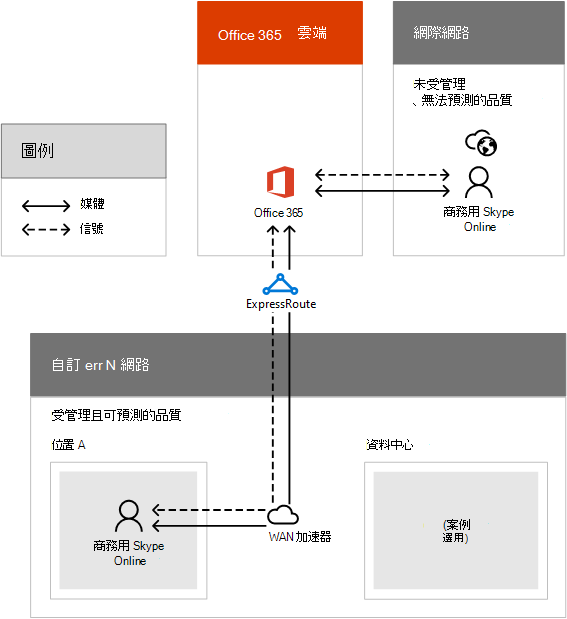 Office 365 雲端
網際網路
未受管理
、無法預測的品質
圖例
媒體
信號
Office 365
商務用 Skype
Online
ExpressRoute
自訂 err N 網路
受管理且可預測的品質
位置 A
資料中心
商務用 Skype
Online
WAN 加速器
(案例
選用)